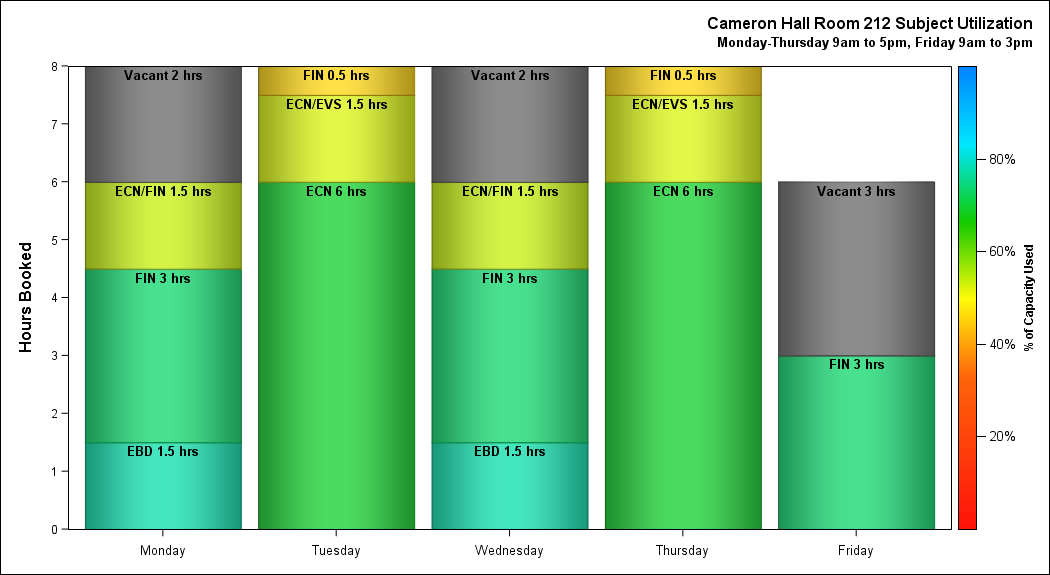 Cameron Hall Room 212 Subject Utilization
Monday-Thursday 9am to 5pm, Friday 9am to 3pm
Hours Booked
8
7
6
5
4
3
2
1
0
Vacant 2 hrs
ECN/FIN 1.5 hrs
FIN 3 hrs
EBD 1.5 hrs
FIN 0.5 hrs
ECN/EVS 1.5 hrs
ECN 6 hrs
Vacant 2 hrs
ECN/FIN 1.5 hrs
FIN 3 hrs
EBD 1.5 hrs
FIN 0.5 hrs
ECN/EVS 1.5 hrs
ECN 6 hrs
Vacant 3 hrs
FIN 3 hrs
Monday Tuesday Wednesday Thursday Friday
80%
60%
40%
20%
% of Capacity Used